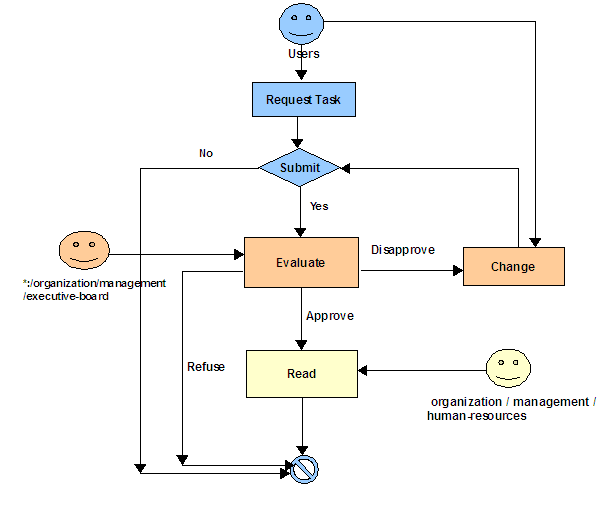 Users
Request Task
No
Submit
Yes
Disapprove
Evaluate
Change
*:/organization/management
/executive-board
Approve
Refuse
Read
organization / management /
human-resources